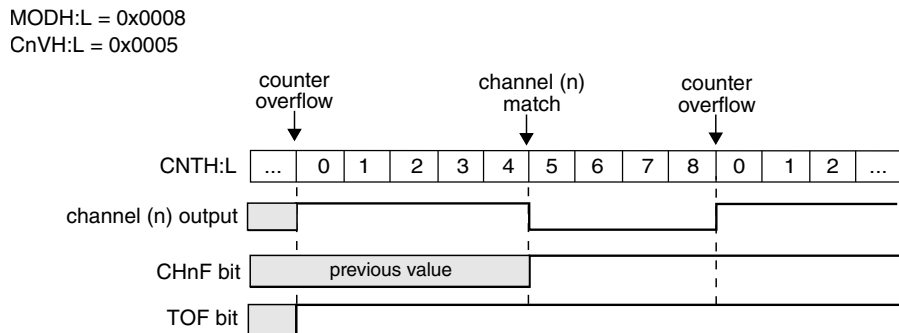 MODH:L = 0x0008
CnVH:L = 0x0005
counter overflow
channel (n) match
counter overflow
CNTH:L ... 0 1 2 3 4 5 6 7 8 0 1 2 ...
channel (n) output
CHnF bit previous value
TOF bit